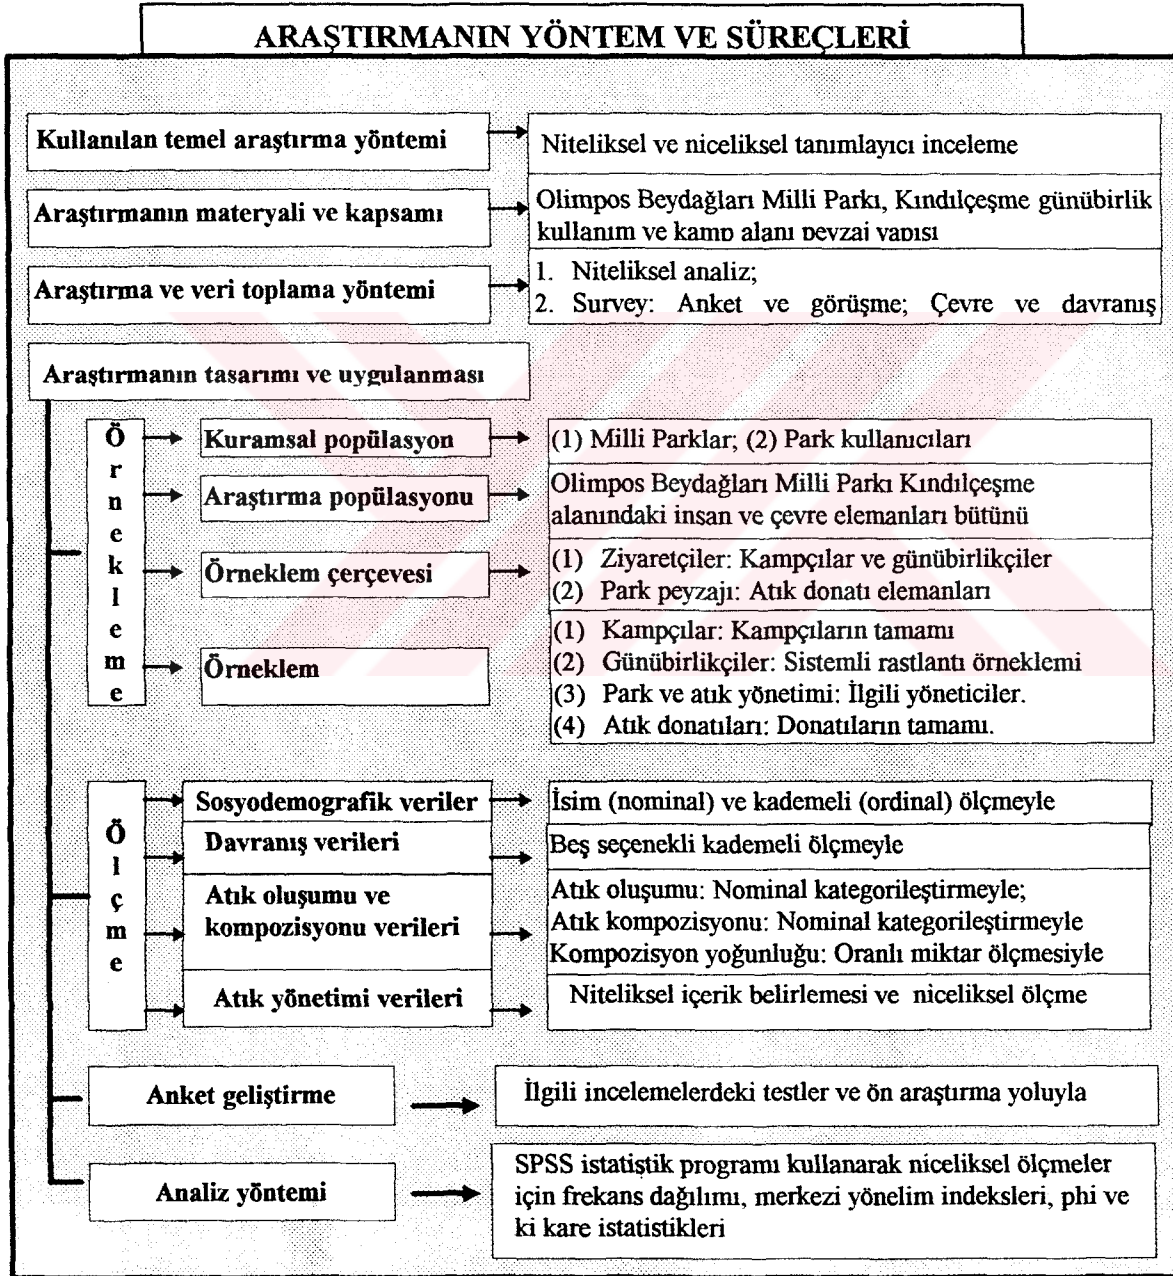 ARAŞTIRMANIN YÖNTEM VE SÜREÇLERİ
Kullanılan temel araştırma yöntemi
Niteliksel ve niceliksel tanımlayıcı inceleme
Araştırmanın materyali ve kapsamı
Olimpos Beydağları Milli Parkı, Kındılçeşme günübirlik
kullanım ve kamp alanı peyzaj yapısı
Araştırma ve veri toplama yöntemi
1. Niteliksel analiz;
2. Survey: Anket ve görüşme; Çevre ve davranış
Araştırmanın tasarımı ve uygulanması
Örnekleme
Kuramsal popülasyon
(1) Milli Parklar; (2) Park kullanıcıları
Araştırma popülasyonu
Olimpos Beydağları Milli Parkı Kındılçeşme
alanındaki insan ve çevre elemanları bütünü
Örneklem çerçevesi
(1) Ziyaretçiler: Kampçılar ve günübirlikçiler
(2) Park peyzajı: Atık donatı elemanları
Örneklem
(1) Kampçılar: Kampçıların tamamı
(2) Günübirlikçiler: Sistemli rastlantı örneklemi
(3) Park ve atık yönetimi: İlgili yöneticiler.
(4) Atık donatıları: Donatıların tamamı.
Ölçme
Sosyodemografik veriler
İsim (nominal) ve kademeli (ordinal) ölçmeyle
Davranış verileri
Beş seçenekli kademeli ölçmeyle
Atık oluşumu ve
kompozisyonu verileri
Atık oluşumu: Nominal kategorileştirmeyle;
Atık kompozisyonu: Nominal kategorileştirmeyle
Kompozisyon yoğunluğu: Oranlı miktar ölçmesiyle
Atık yönetimi verileri
Niteliksel içerik belirlemesi ve niceliksel ölçme
Anket geliştirme
İlgili incelemelerdeki testler ve ön araştırma yoluyla
Analiz yöntemi
SPSS istatistik programı kullanarak niceliksel ölçmeler
için frekans dağılımı, merkezi yönelim indeksleri, phi ve
ki kare istatistikleri